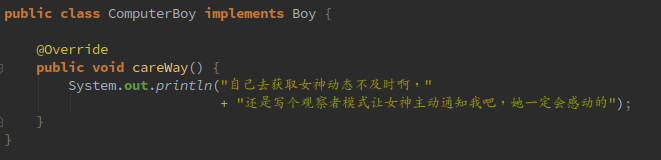 public class ComputerBoy implements Boy {
@Override
public void careWay() {
System.out.println("自己去获取女神动态不及时啊，"
+ "还是写个观察者模式让女神主动通知我吧，她一定会感动的");
}
}